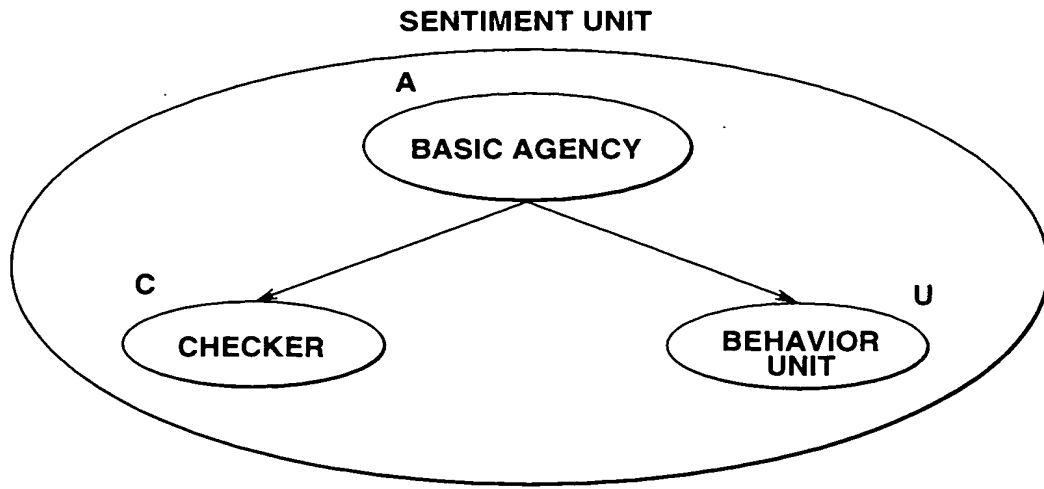 SENTIMENT UNIT
A
BASIC AGENCY
C
U
CHECKER
BEHAVIOR
UNIT